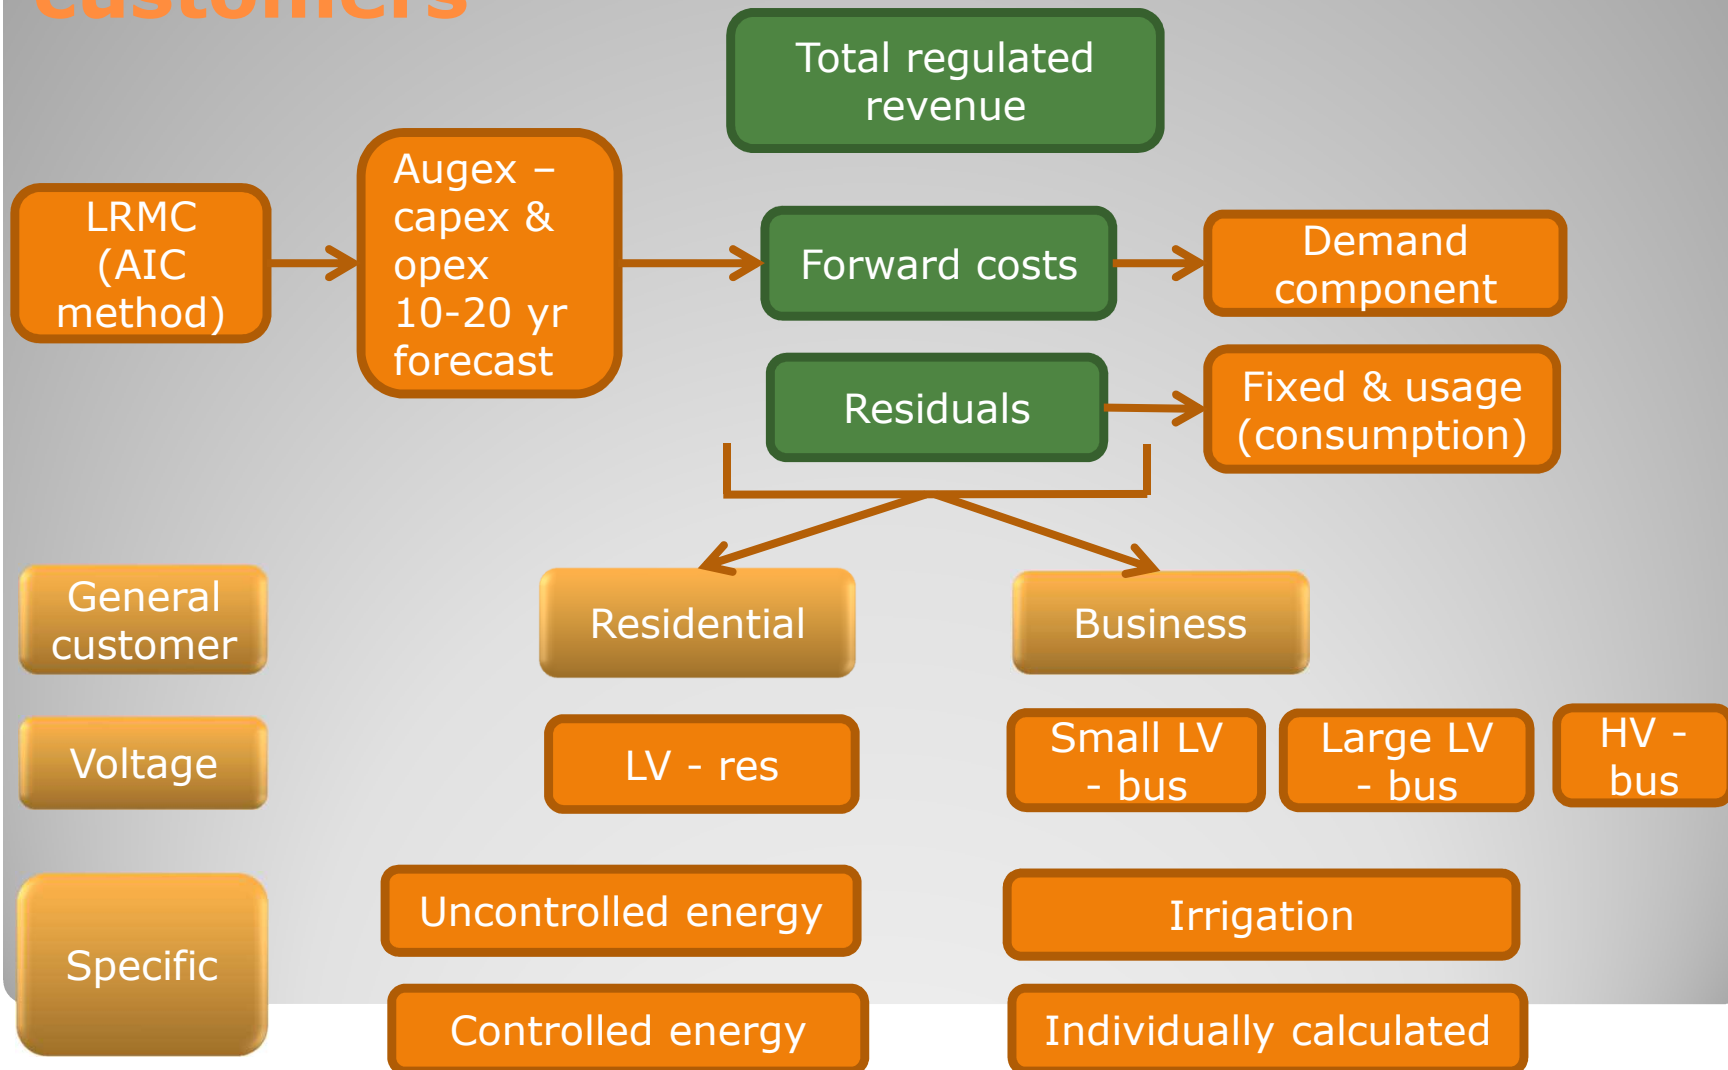 customers
Total regulated
revenue
LRMC
(AIC
method)
Augex –
capex &
opex
10-20 yr
forecast
Forward costs
Demand
component
Residuals
Fixed & usage
(consumption)
General
customer
Residential
Business
Voltage
LV - res
Small LV
- bus
Large LV
- bus
HV -
bus
Specific
Uncontrolled energy
Irrigation
Controlled energy
Individually calculated